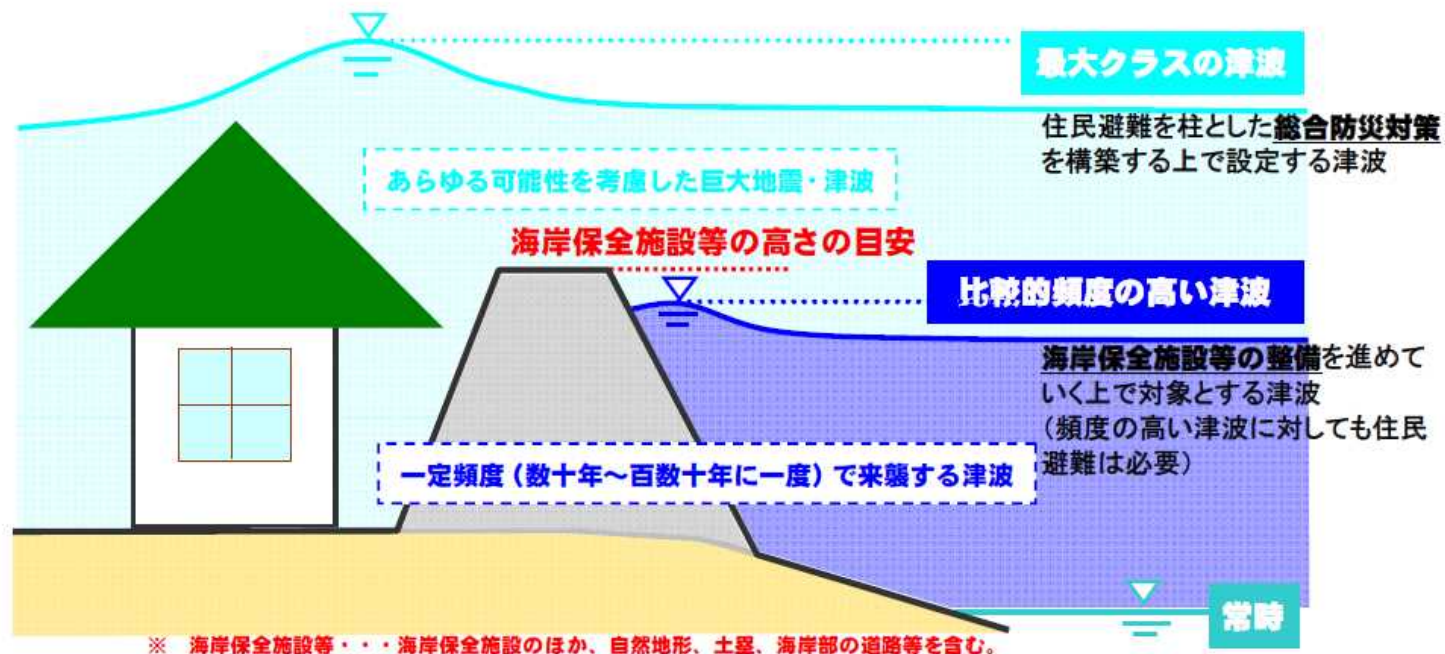 最大クラスの津波
住民避難を柱とした総合防災対策
を構築する上で設定する津波
あらゆる可能性を考慮した巨大地震・津波
海岸保全施設等の高さの目安
比較的頻度の高い津波
海岸保全施設等の整備を進めて
いく上で対象とする津波
（頻度の高い津波に対しても住民
避難は必要）
一定頻度（数十年～百数十年に一度）で来襲する津波
常時
※　海岸保全施設等・・・海岸保全施設のほか、自然地形、土塁、海岸部の道路等を含む。